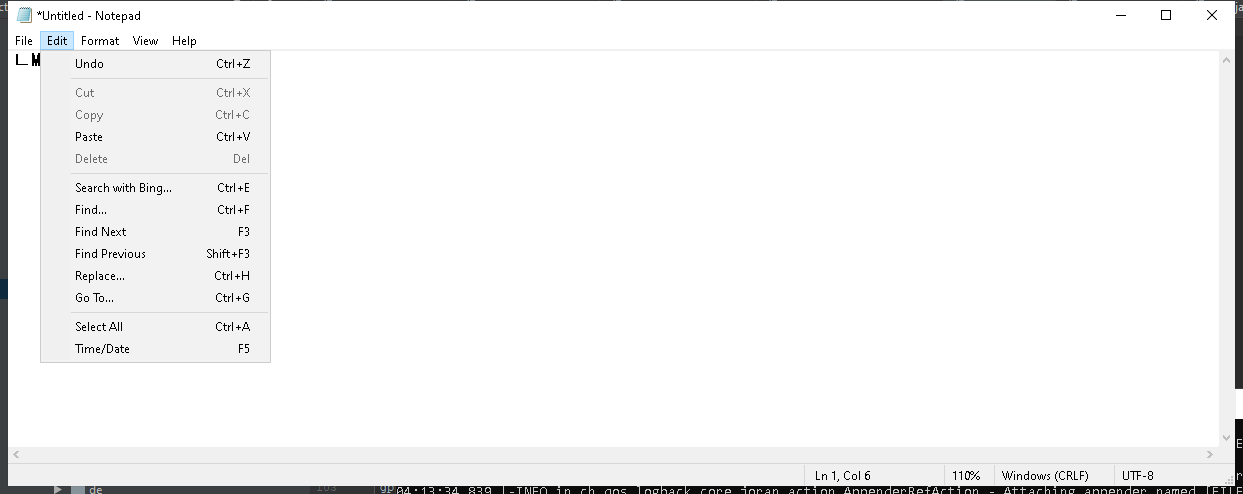 *Untitled - Notepad
File Edit Format View Help
Undo Ctrl+Z
Cut Ctrl+X
Copy Ctrl+C
Paste Ctrl+V
Delete Del
Search with Bing... Ctrl+E
Find... Ctrl+F
Find Next F3
Find Previous Shift+F3
Replace... Ctrl+H
Go To... Ctrl+G
Select All Ctrl+A
Time/Date F5
Ln 1, Col 6 110% Windows (CRLF) UTF-8
de
04:13:34,839 |-INFO in ch.qos.logback.core.joran.action.AppenderRefAction - Attaching appender named [FILE